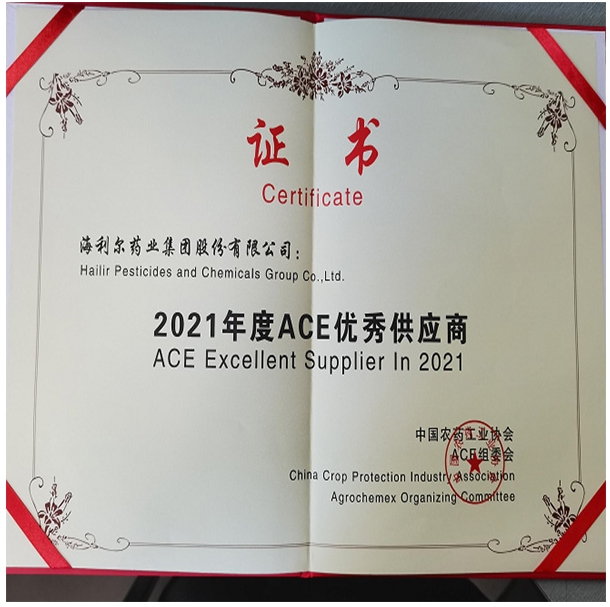 证 书
Certificate
海利尔药业集团股份有限公司：
Hailir Pesticides and Chemicals Group Co.,Ltd.
2021年度ACE优秀供应商
ACE Excellent Supplier In 2021
中国农药工业协会
ACE组委会
China Crop Protection Industry Association
Agrochemex Organizing Committee